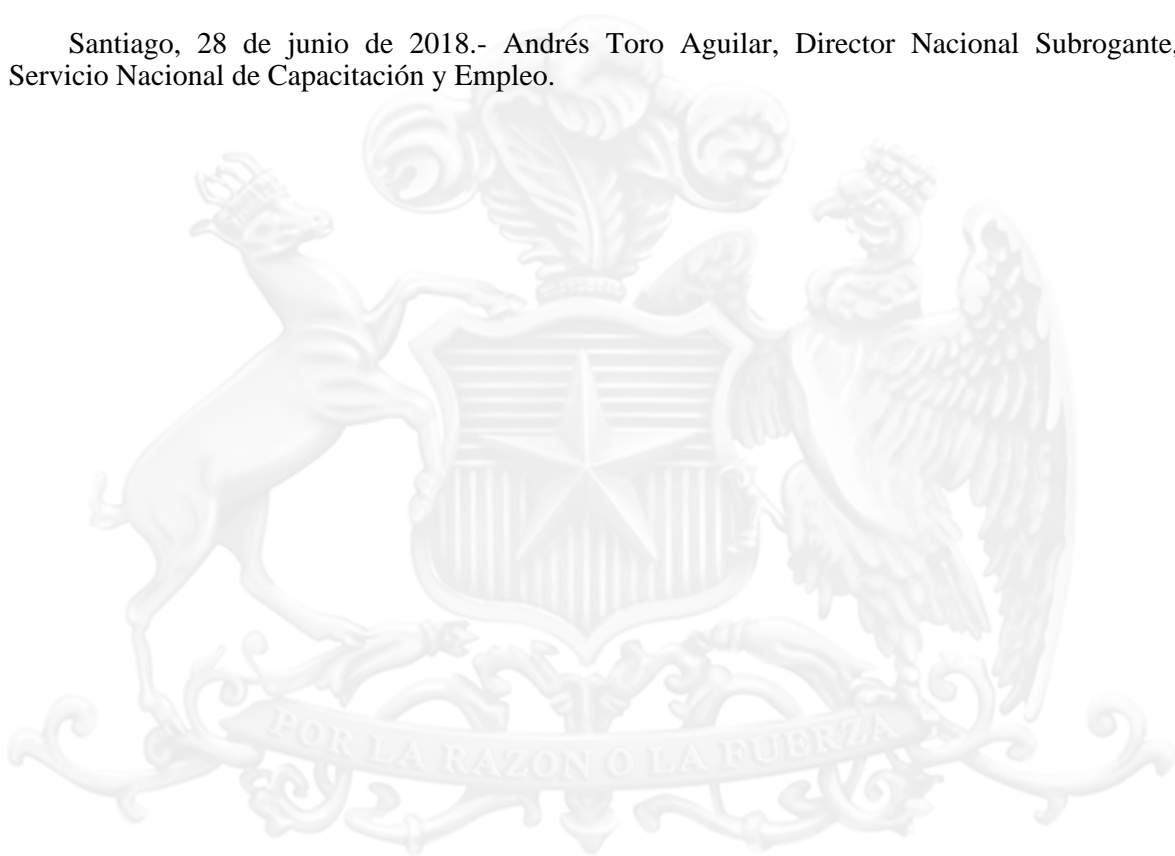 Santiago, 28 de junio de 2018.- Andrés Toro Aguilar, Director Nacional Subrogante,
Servicio Nacional de Capacitación y Empleo.
POR LA RAZON O LA FUERZA